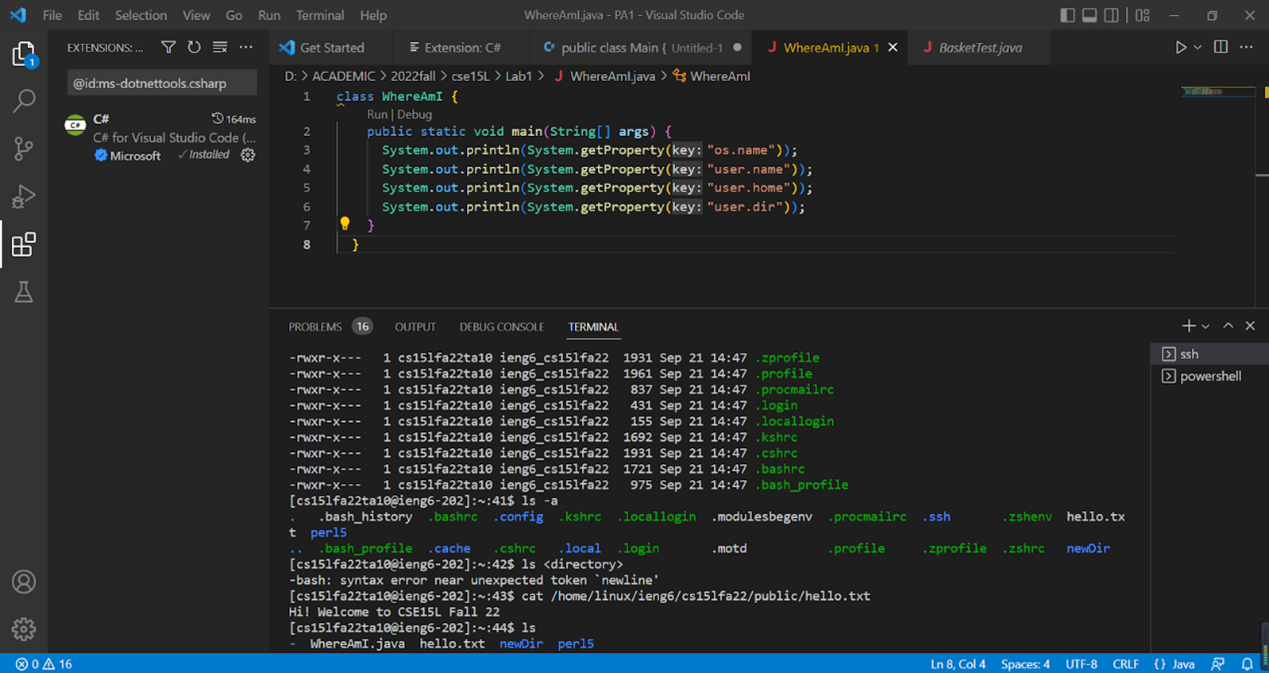 File Edit Selection View Go Run Terminal Help WhereAmI.java - PA1 - Visual Studio Code
EXTENSIONS: ...
Get Started Extension: C# public class Main { Untitled-1 WhereAmI.java 1 BasketTest.java
@id:ms-dotnettools.csharp
C# 164ms
C# for Visual Studio Code (...
Microsoft Installed
1
D: > ACADEMIC > 2022fall > cse15L > Lab1 > WhereAmI.java > WhereAmI
1 class WhereAmI {
Run | Debug
2 public static void main(String[] args) {
3 System.out.println(System.getProperty(key: "os.name"));
4 System.out.println(System.getProperty(key: "user.name"));
5 System.out.println(System.getProperty(key: "user.home"));
6 System.out.println(System.getProperty(key: "user.dir"));
7 }
8 }
PROBLEMS 16 OUTPUT DEBUG CONSOLE TERMINAL
ssh
powershell
-rwxr-x--- 1 cs15lfa22ta10 ieng6_cs15lfa22 1931 Sep 21 14:47 .zprofile
-rwxr-x--- 1 cs15lfa22ta10 ieng6_cs15lfa22 1961 Sep 21 14:47 .profile
-rwxr-x--- 1 cs15lfa22ta10 ieng6_cs15lfa22 837 Sep 21 14:47 .procmailrc
-rwxr-x--- 1 cs15lfa22ta10 ieng6_cs15lfa22 431 Sep 21 14:47 .login
-rwxr-x--- 1 cs15lfa22ta10 ieng6_cs15lfa22 155 Sep 21 14:47 .locallogin
-rwxr-x--- 1 cs15lfa22ta10 ieng6_cs15lfa22 1692 Sep 21 14:47 .kshrc
-rwxr-x--- 1 cs15lfa22ta10 ieng6_cs15lfa22 1931 Sep 21 14:47 .cshrc
-rwxr-x--- 1 cs15lfa22ta10 ieng6_cs15lfa22 1721 Sep 21 14:47 .bashrc
-rwxr-x--- 1 cs15lfa22ta10 ieng6_cs15lfa22 975 Sep 21 14:47 .bash_profile
[cs15lfa22ta10@ieng6-202]:~:41$ ls -a
. .bash_history .bashrc .config .kshrc .locallogin .modulesbegenv .procmailrc .ssh .zshenv hello.tx
t perl5
.. .bash_profile .cache .cshrc .local .login .motd .profile .zprofile .zshrc newDir
[cs15lfa22ta10@ieng6-202]:~:42$ ls <directory>
-bash: syntax error near unexpected token `newline'
[cs15lfa22ta10@ieng6-202]:~:43$ cat /home/linux/ieng6/cs15lfa22/public/hello.txt
Hi! Welcome to CSE15L Fall 22
[cs15lfa22ta10@ieng6-202]:~:44$ ls
- WhereAmI.java hello.txt newDir perl5
0 16 Ln 8, Col 4 Spaces: 4 UTF-8 CRLF {} Java